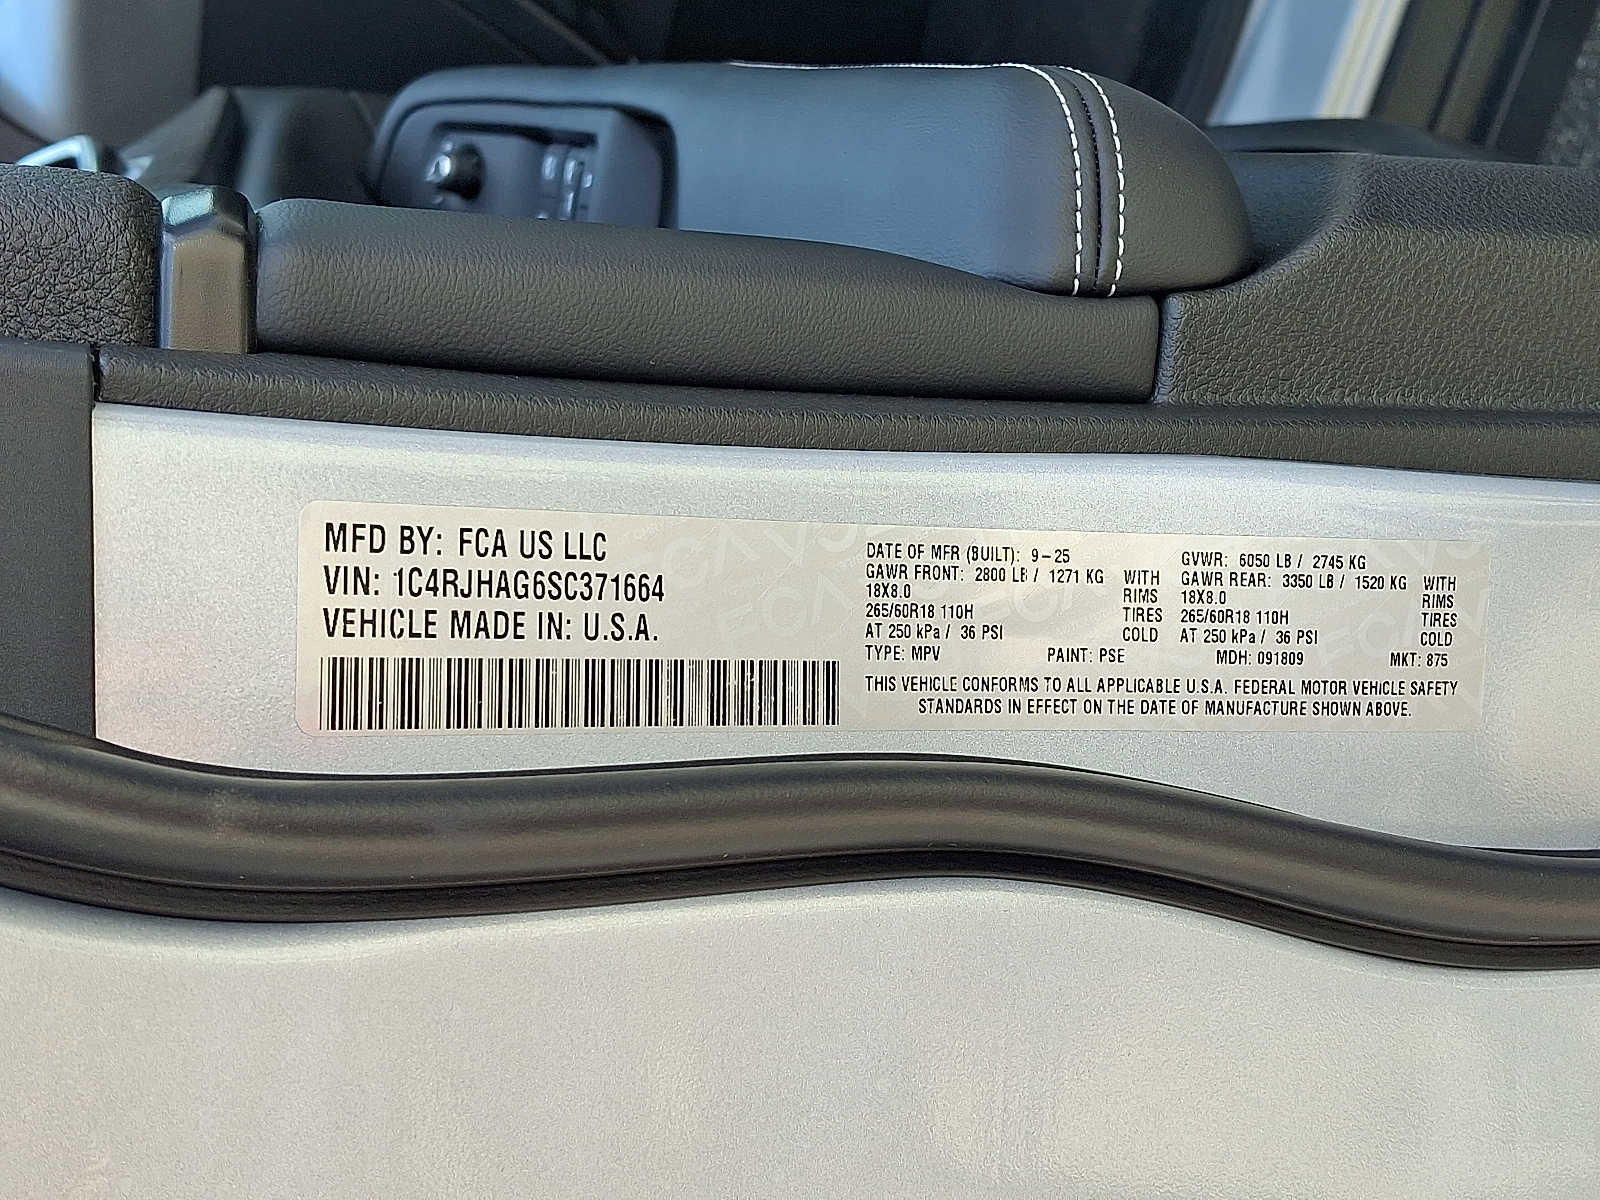 MFD BY: FCA US LLC
VIN: 1C4RJHAG6SC371664
VEHICLE MADE IN: U.S.A.
DATE OF MFR (BUILT): 9-25
GAWR FRONT: 2800 LB / 1271 KG WITH
18X8.0 RIMS
265/60R18 110H TIRES
AT 250 kPa / 36 PSI COLD
GVWR: 6050 LB / 2745 KG
GAWR REAR: 3350 LB / 1520 KG WITH
18X8.0 RIMS
265/60R18 110H TIRES
AT 250 kPa / 36 PSI COLD
TYPE: MPV PAINT: PSE MDH: 091809 MKT: 875
THIS VEHICLE CONFORMS TO ALL APPLICABLE U.S.A. FEDERAL MOTOR VEHICLE SAFETY
STANDARDS IN EFFECT ON THE DATE OF MANUFACTURE SHOWN ABOVE.